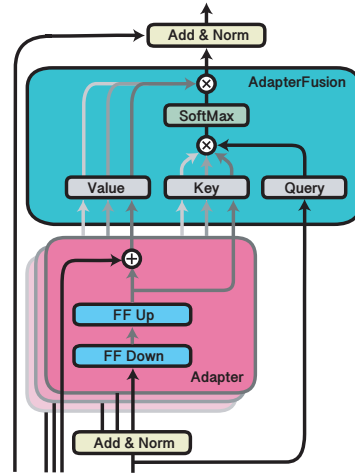 Add & Norm
AdapterFusion
SoftMax
Value
Key
Query
FF Up
FF Down
Adapter
Add & Norm